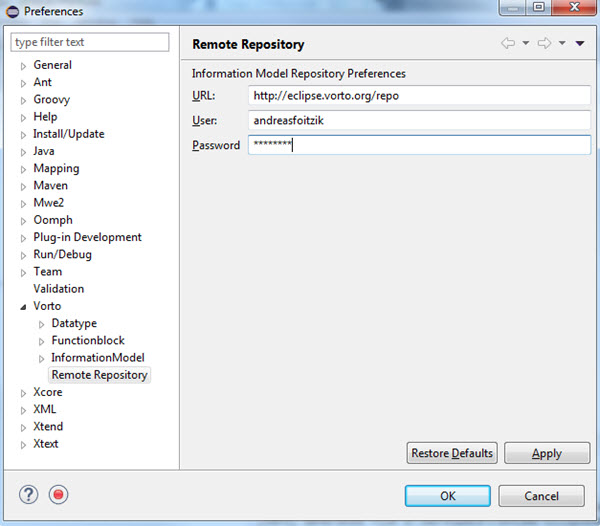 Preferences
type filter text
General
Ant
Groovy
Help
Install/Update
Java
Mapping
Maven
Mwe2
Oomph
Plug-in Development
Run/Debug
Team
Validation
Vorto
Datatype
Functionblock
InformationModel
Remote Repository
Xcore
XML
Xtend
Xtext
Remote Repository
Information Model Repository Preferences
URL: http://eclipse.vorto.org/repo
User: andreasfoitzik
Password ********
Restore Defaults Apply
OK Cancel